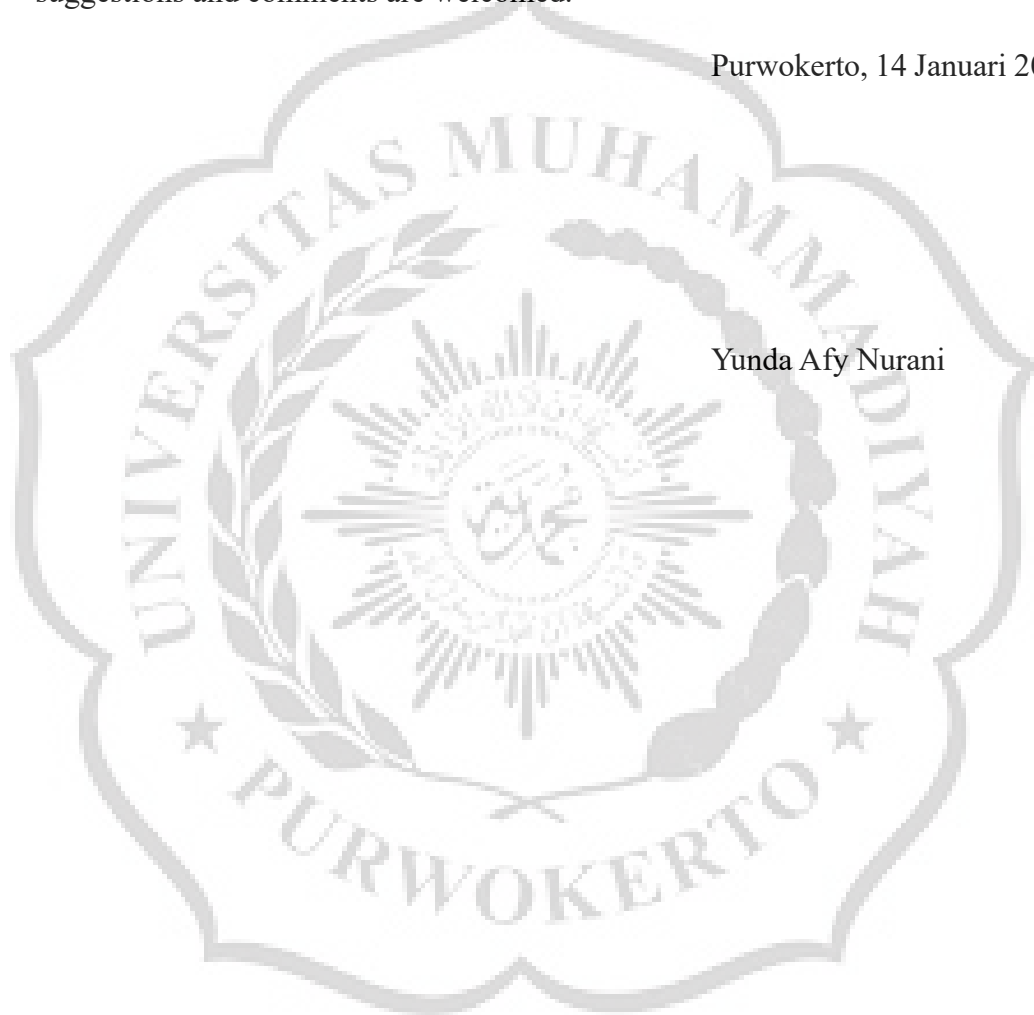 suggestions and comments are welcomed.
Purwokerto, 14 Januari 20
UNIVERSITAS MUHAMMADIYAH
Yunda Afy Nurani
PURWOKERTO